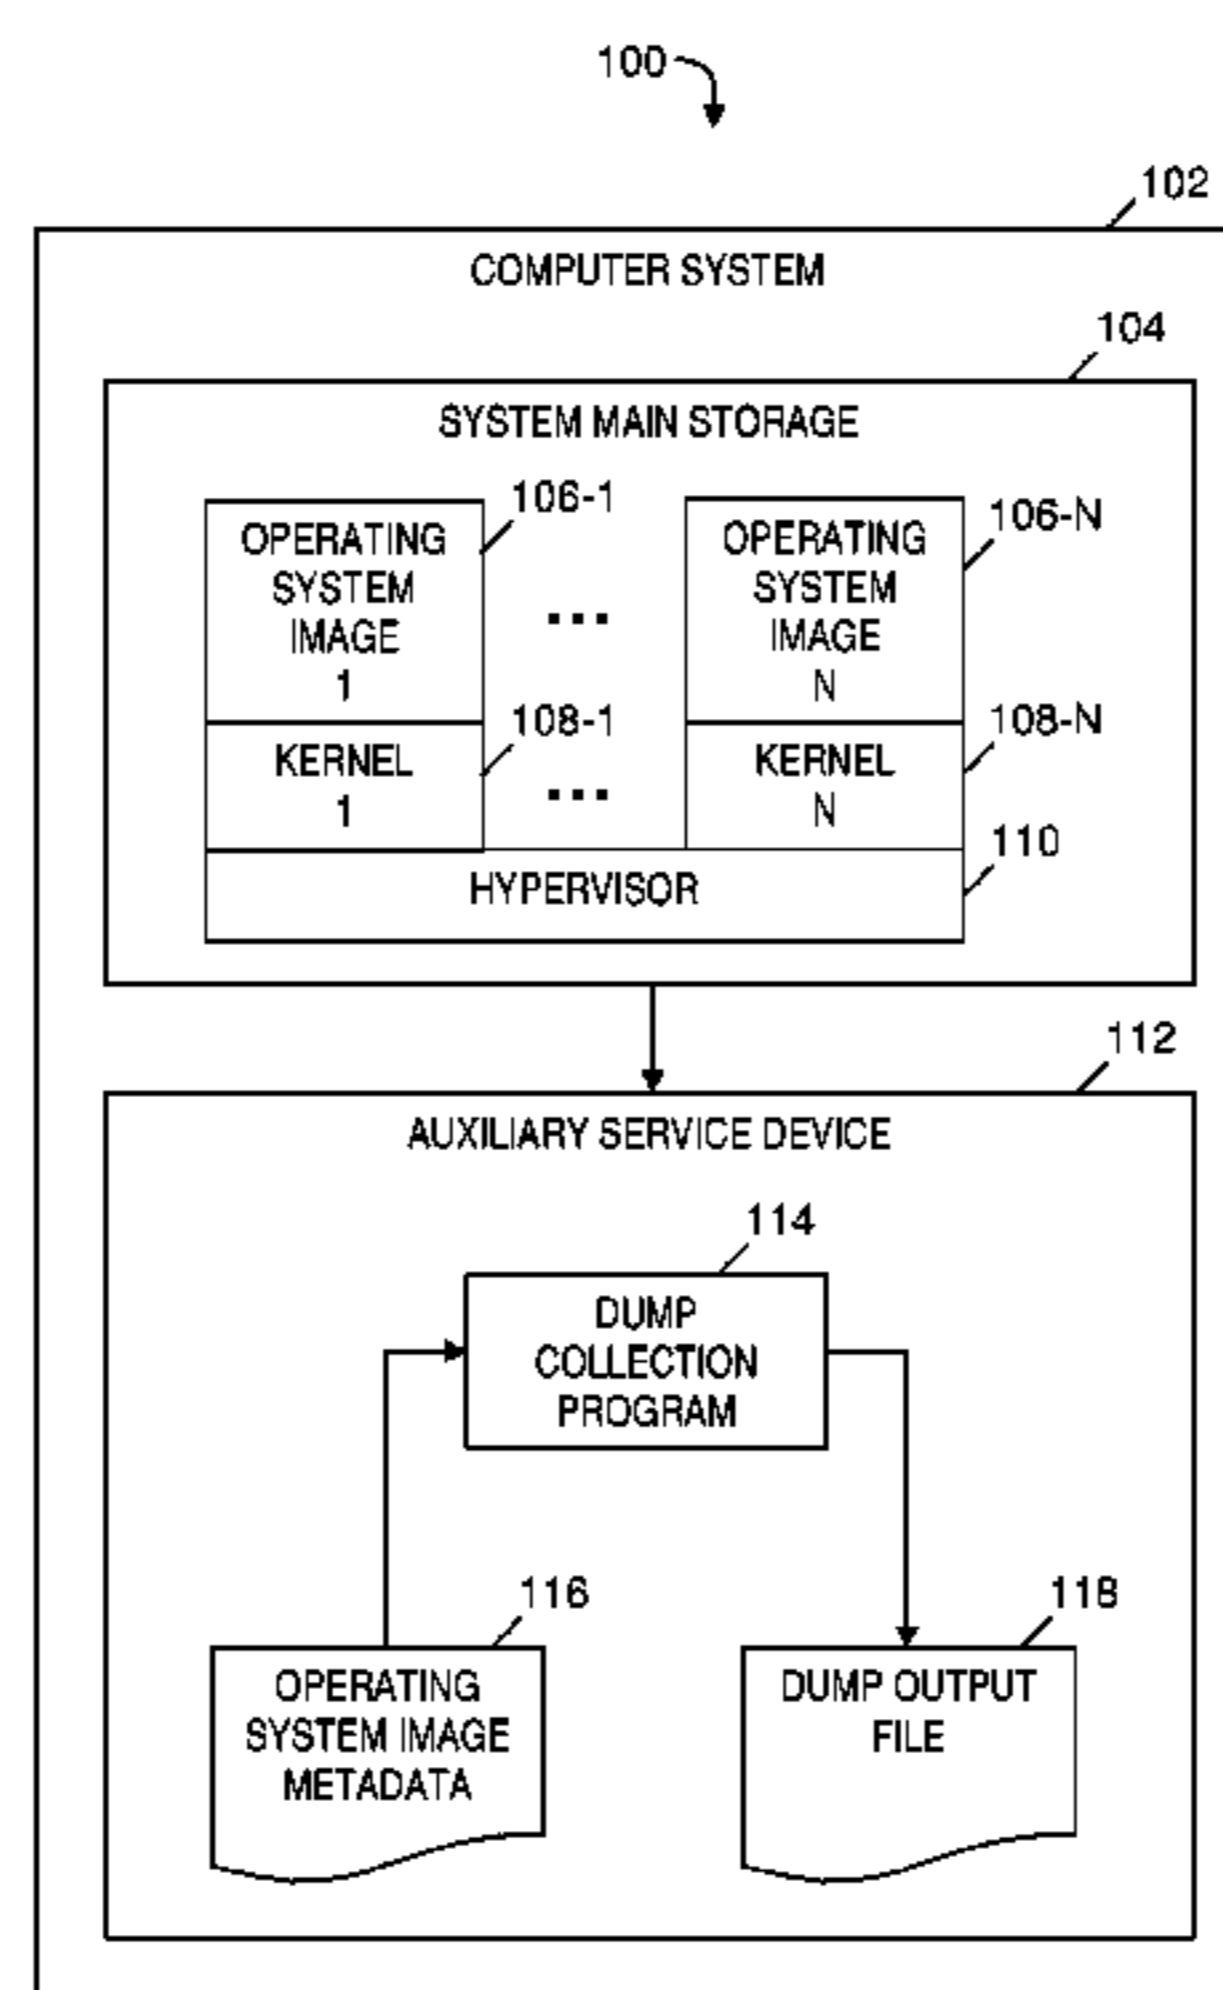 100
102
COMPUTER SYSTEM
104
SYSTEM MAIN STORAGE
106-1
OPERATING
SYSTEM
IMAGE
1
...
106-N
OPERATING
SYSTEM
IMAGE
N
108-1
KERNEL
1
...
108-N
KERNEL
N
110
HYPERVISOR
112
AUXILIARY SERVICE DEVICE
114
DUMP
COLLECTION
PROGRAM
116
OPERATING
SYSTEM IMAGE
METADATA
118
DUMP OUTPUT
FILE